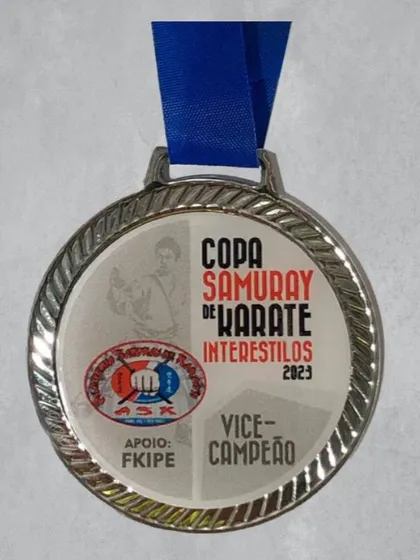 COPA
SAMURAY
DE KARATE
INTERESTILOS
2023
ASK
APOIO:
FKIPE
VICE-
CAMPEÃO